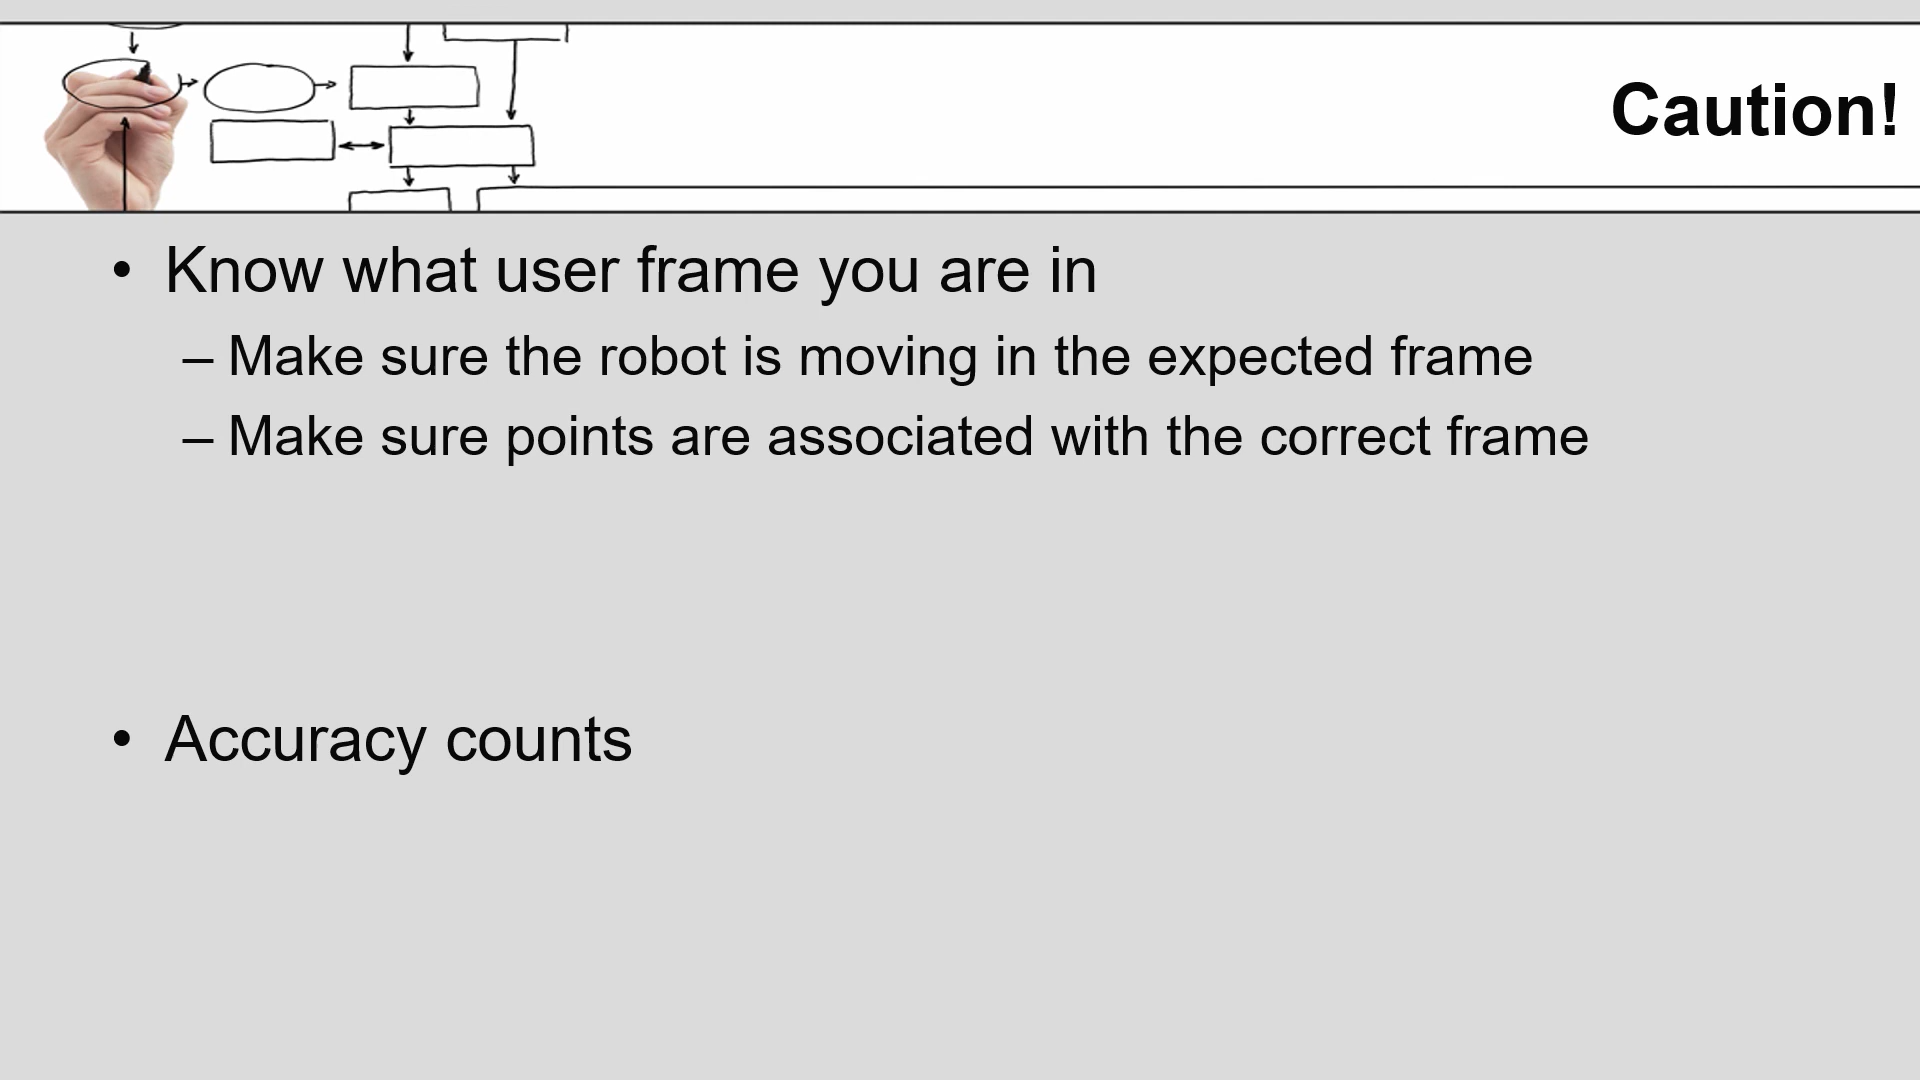 Caution!
• Know what user frame you are in
– Make sure the robot is moving in the expected frame
– Make sure points are associated with the correct frame
• Accuracy counts